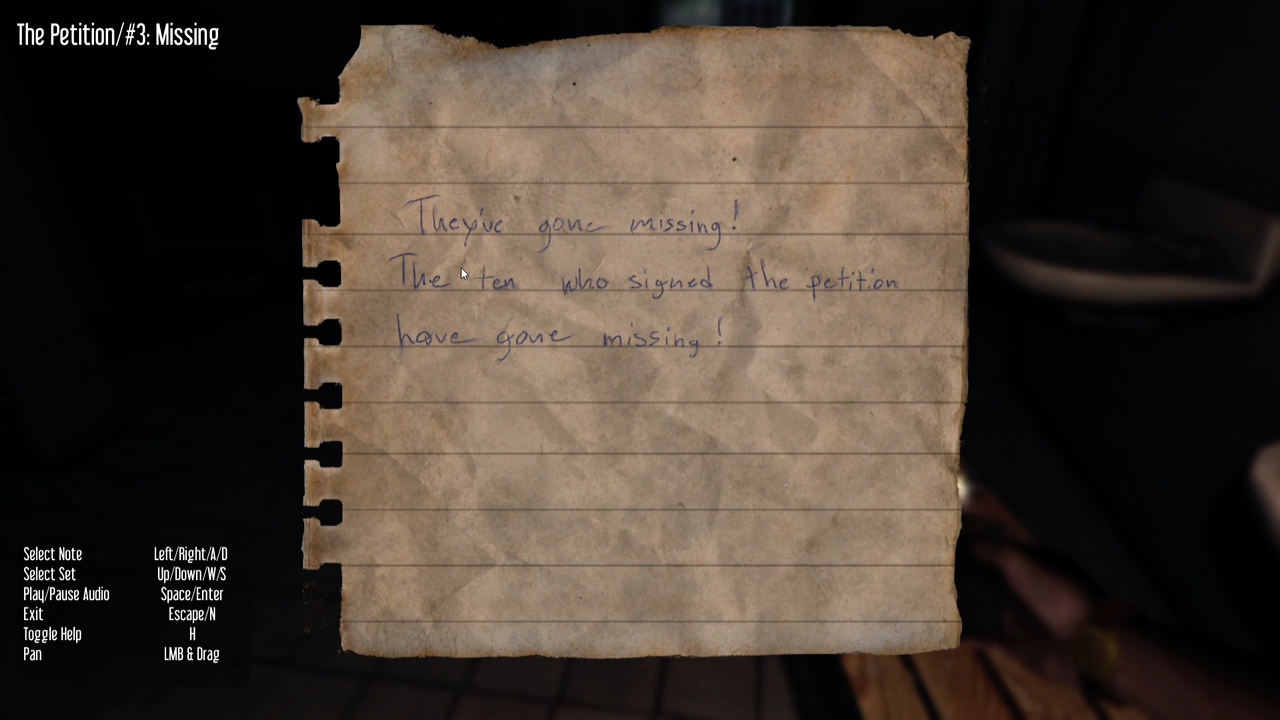 The Petition/#3: Missing
They've gone missing!
The ten who signed the petition
have gone missing!
Select Note Left/Right/A/D
Select Set Up/Down/W/S
Play/Pause Audio Space/Enter
Exit Escape/N
Toggle Help H
Pan LMB & Drag